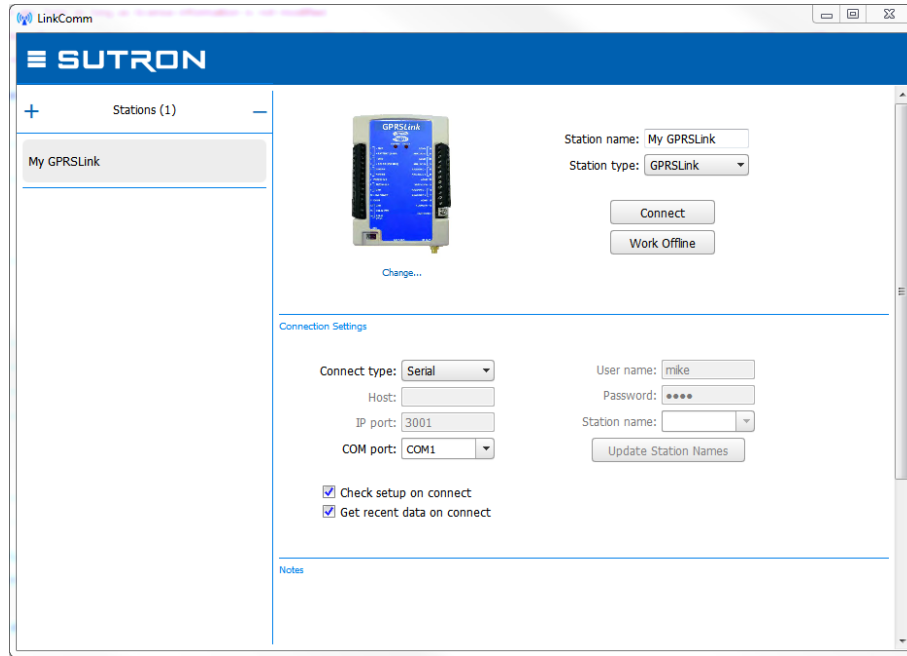 LinkComm
SUTRON
Stations (1)
My GPRSLink
GPRSLink
Change...
Station name: My GPRSLink
Station type: GPRSLink
Connect
Work Offline
Connection Settings
Connect type: Serial
Host:
IP port: 3001
COM port: COM1
Check setup on connect
Get recent data on connect
User name: mike
Password: ●●●●
Station name:
Update Station Names
Notes